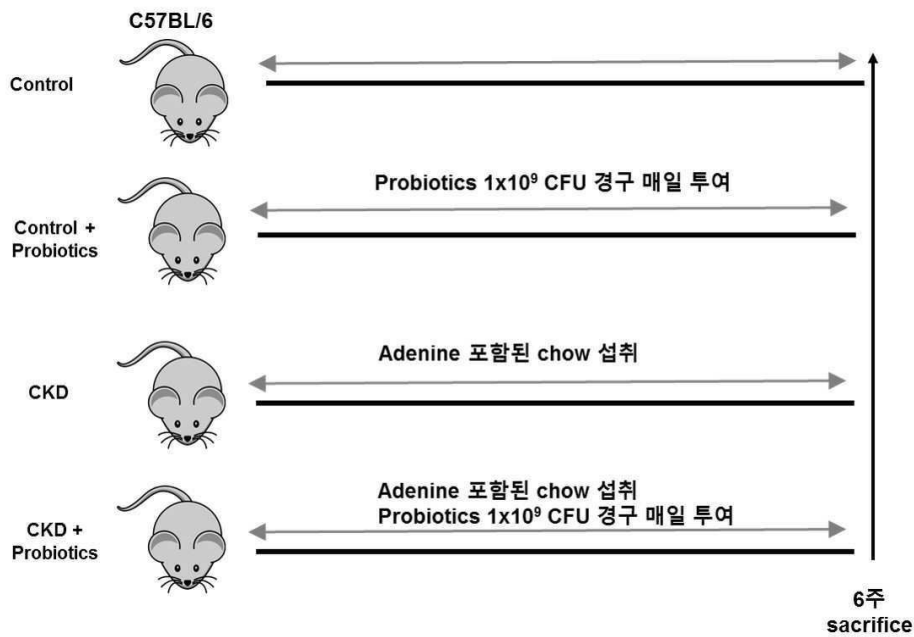 C57BL/6
Control
Probiotics 1x10⁹ CFU 경구 매일 투여
Control +
Probiotics
Adenine 포함된 chow 섭취
CKD
Adenine 포함된 chow 섭취
Probiotics 1x10⁹ CFU 경구 매일 투여
CKD +
Probiotics
6주
sacrifice